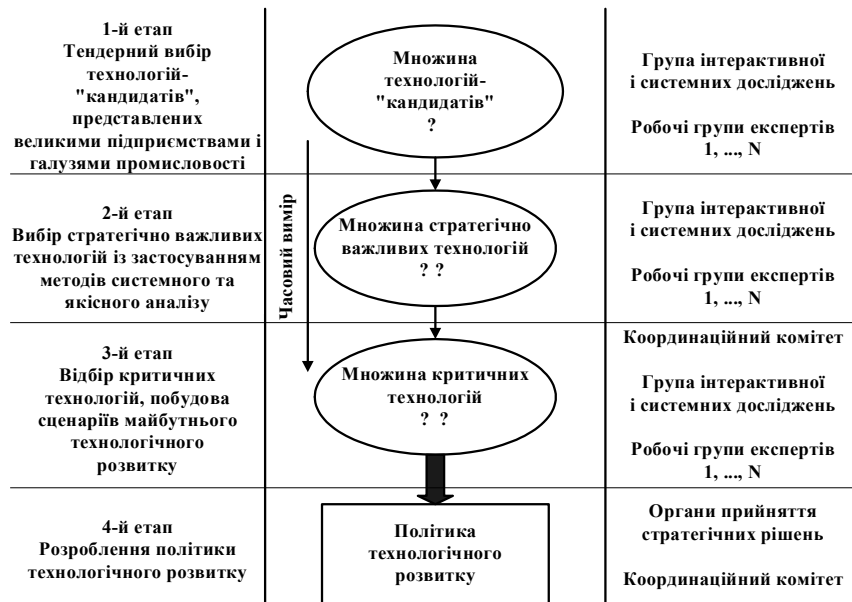 1-й етап
Тендерний вибір
технологій-
"кандидатів",
представлених
великими підприємствами і
галузями промисловості
Множина
технологій-
"кандидатів"
?
Група інтерактивної
і системних досліджень
Робочі групи експертів
1, ..., N
Часовий вимір
2-й етап
Вибір стратегічно важливих
технологій із застосуванням
методів системного та
якісного аналізу
Множина стратегічно
важливих технологій
? ?
Група інтерактивної
і системних досліджень
Робочі групи експертів
1, ..., N
3-й етап
Відбір критичних
технологій, побудова
сценаріїв майбутнього
технологічного
розвитку
Множина критичних
технологій
? ?
Координаційний комітет
Група інтерактивної
і системних досліджень
Робочі групи експертів
1, ..., N
4-й етап
Розроблення політики
технологічного розвитку
Політика
технологічного
розвитку
Органи прийняття
стратегічних рішень
Координаційний комітет